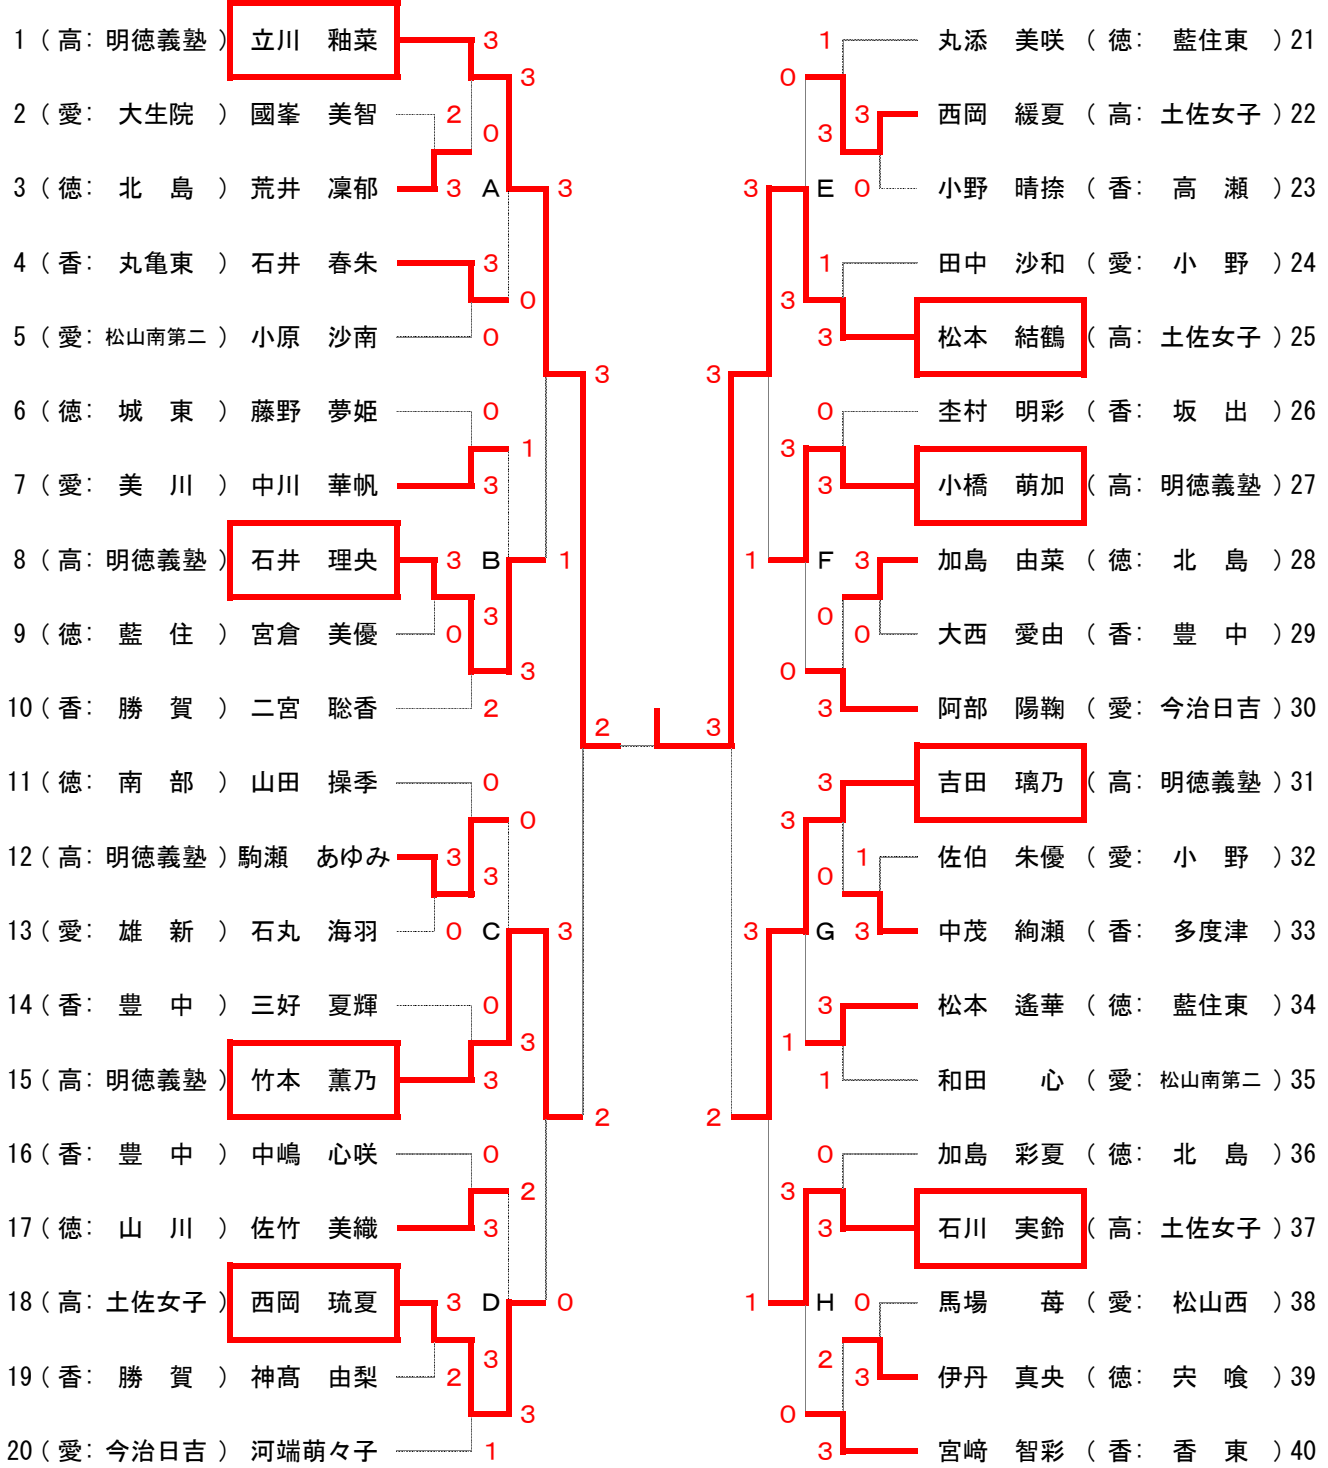 1 ( 高: 明徳義塾 ) 立川 釉菜 3
3
2 ( 愛: 大生院 ) 國峯 美智 2
0
3 ( 徳: 北 島 ) 荒井 凜郁 3 A 3
4 ( 香: 丸亀東 ) 石井 春朱 3
0
5 ( 愛: 松山南第二 ) 小原 沙南 0
3
6 ( 徳: 城 東 ) 藤野 夢姫 0
1
7 ( 愛: 美 川 ) 中川 華帆 3
8 ( 高: 明徳義塾 ) 石井 理央 3 B 1
3
9 ( 徳: 藍 住 ) 宮倉 美優 0
3
10 ( 香: 勝 賀 ) 二宮 聡香 2
2
11 ( 徳: 南 部 ) 山田 操季 0
0
12 ( 高: 明徳義塾 ) 駒瀬 あゆみ 3
3
13 ( 愛: 雄 新 ) 石丸 海羽 0 C 3
14 ( 香: 豊 中 ) 三好 夏輝 0
3
15 ( 高: 明徳義塾 ) 竹本 薫乃 3
2
16 ( 香: 豊 中 ) 中嶋 心咲 0
2
17 ( 徳: 山 川 ) 佐竹 美織 3
18 ( 高: 土佐女子 ) 西岡 琉夏 3 D 0
3
19 ( 香: 勝 賀 ) 神髙 由梨 2
3
20 ( 愛: 今治日吉 ) 河端萌々子 1
1 丸添 美咲 ( 徳: 藍住東 ) 21
0
3 西岡 緩夏 ( 高: 土佐女子 ) 22
3
3 E 0 小野 晴捺 ( 香: 高 瀬 ) 23
1 田中 沙和 ( 愛: 小 野 ) 24
3
3 松本 結鶴 ( 高: 土佐女子 ) 25
3
0 杢村 明彩 ( 香: 坂 出 ) 26
3
3 小橋 萌加 ( 高: 明徳義塾 ) 27
1 F 3 加島 由菜 ( 徳: 北 島 ) 28
0
0 大西 愛由 ( 香: 豊 中 ) 29
0
3 阿部 陽鞠 ( 愛: 今治日吉 ) 30
3
3 吉田 璃乃 ( 高: 明徳義塾 ) 31
3
1 佐伯 朱優 ( 愛: 小 野 ) 32
0
3 G 3 中茂 絢瀬 ( 香: 多度津 ) 33
3 松本 遙華 ( 徳: 藍住東 ) 34
1
1 和田 心 ( 愛: 松山南第二 ) 35
2
0 加島 彩夏 ( 徳: 北 島 ) 36
3
3 石川 実鈴 ( 高: 土佐女子 ) 37
1 H 0 馬場 苺 ( 愛: 松山西 ) 38
2
3 伊丹 真央 ( 徳: 宍 喰 ) 39
0
3 宮﨑 智彩 ( 香: 香 東 ) 40